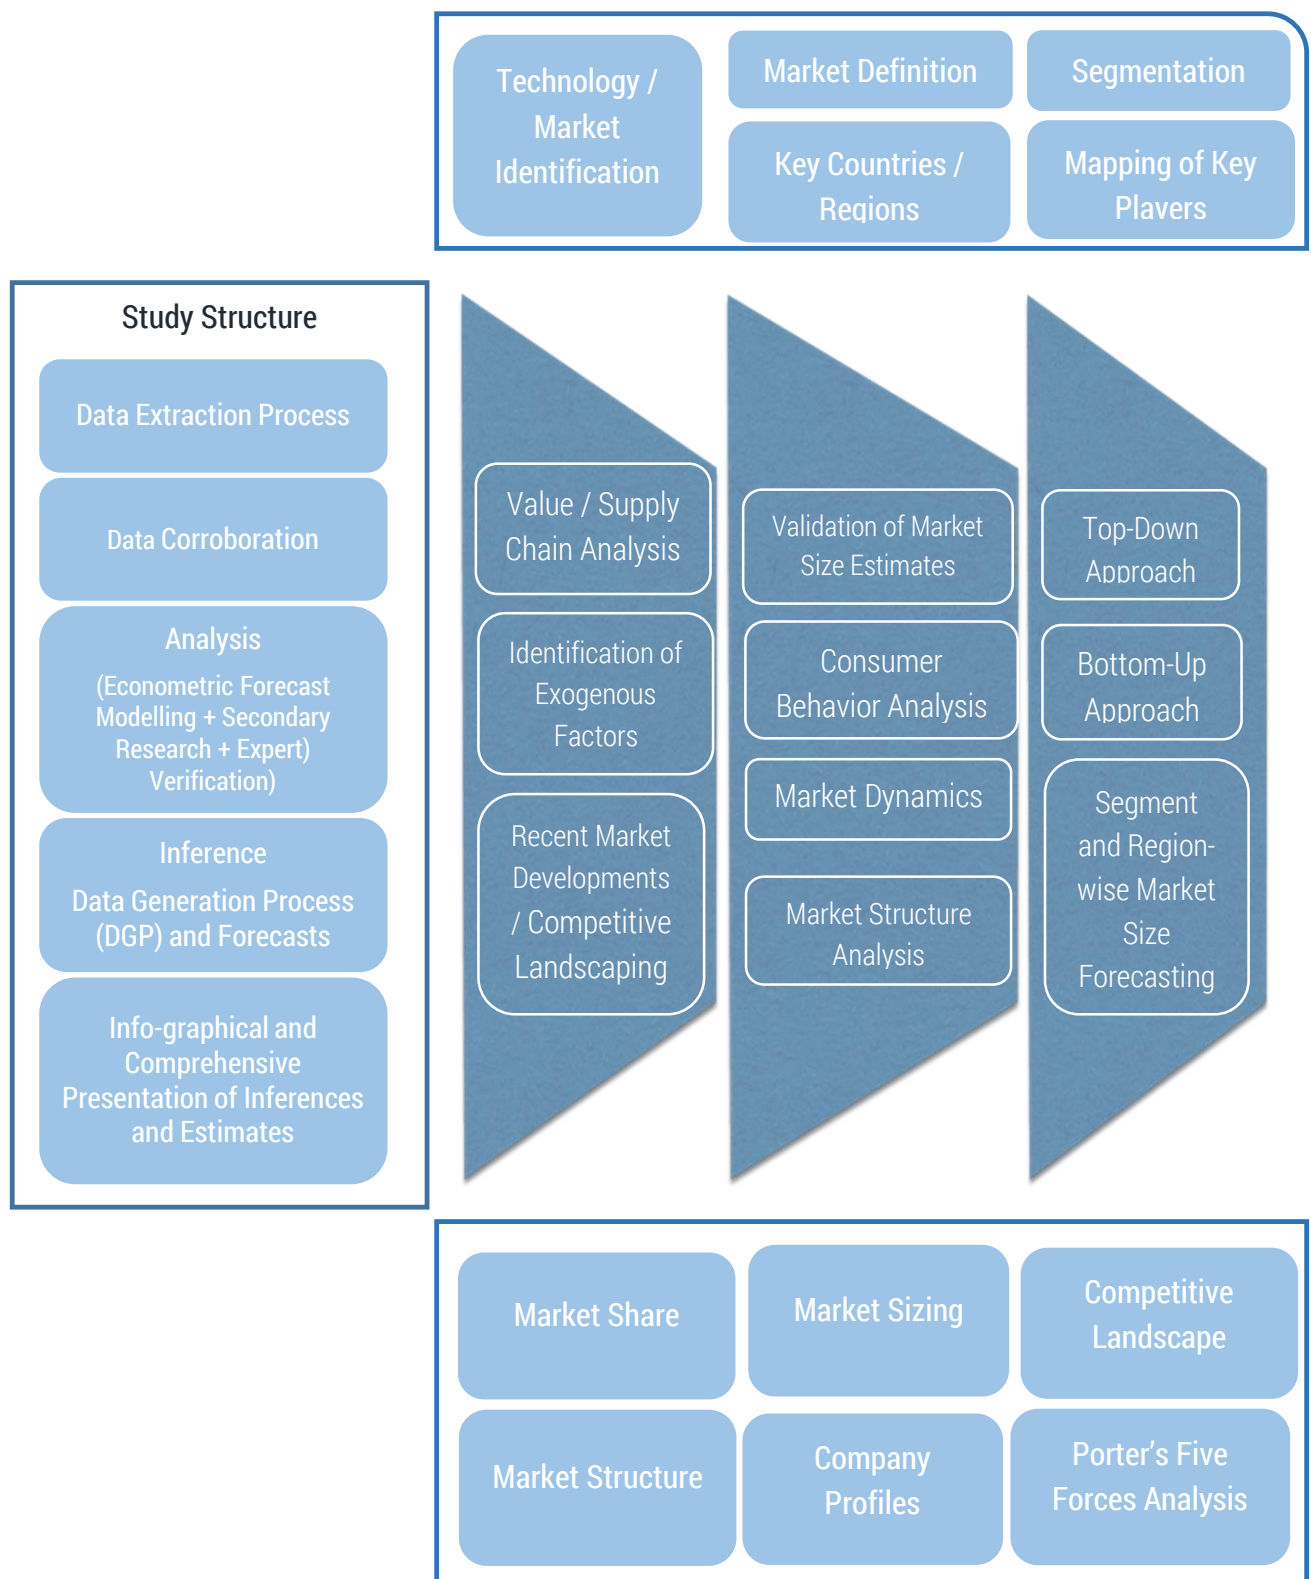 Technology /
Market
Identification
Market Definition
Segmentation
Key Countries /
Regions
Mapping of Key
Players
Study Structure
Data Extraction Process
Data Corroboration
Analysis
(Econometric Forecast
Modelling + Secondary
Research + Expert)
Verification)
Inference
Data Generation Process
(DGP) and Forecasts
Info-graphical and
Comprehensive
Presentation of Inferences
and Estimates
Value / Supply
Chain Analysis
Identification of
Exogenous
Factors
Recent Market
Developments
/ Competitive
Landscaping
Validation of Market
Size Estimates
Consumer
Behavior Analysis
Market Dynamics
Market Structure
Analysis
Top-Down
Approach
Bottom-Up
Approach
Segment
and Region-
wise Market
Size
Forecasting
Market Share
Market Sizing
Competitive
Landscape
Market Structure
Company
Profiles
Porter's Five
Forces Analysis